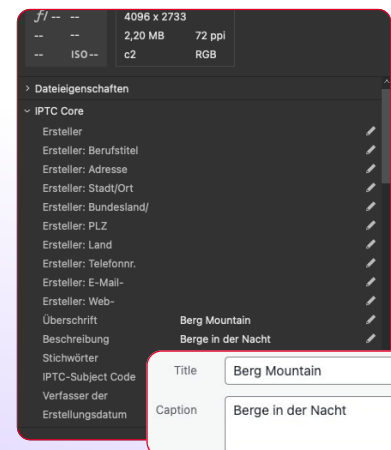 ƒ/ -- -- 4096 x 2733
-- -- 2,20 MB 72 ppi
-- ISO -- c2 RGB
Dateieigenschaften
IPTC Core
Ersteller
Ersteller: Berufstitel
Ersteller: Adresse
Ersteller: Stadt/Ort
Ersteller: Bundesland/
Ersteller: PLZ
Ersteller: Land
Ersteller: Telefonnr.
Ersteller: E-Mail-
Ersteller: Web-
Überschrift Berg Mountain
Beschreibung Berge in der Nacht
Stichwörter
IPTC-Subject Code
Verfasser der
Erstellungsdatum
Title Berg Mountain
Caption Berge in der Nacht